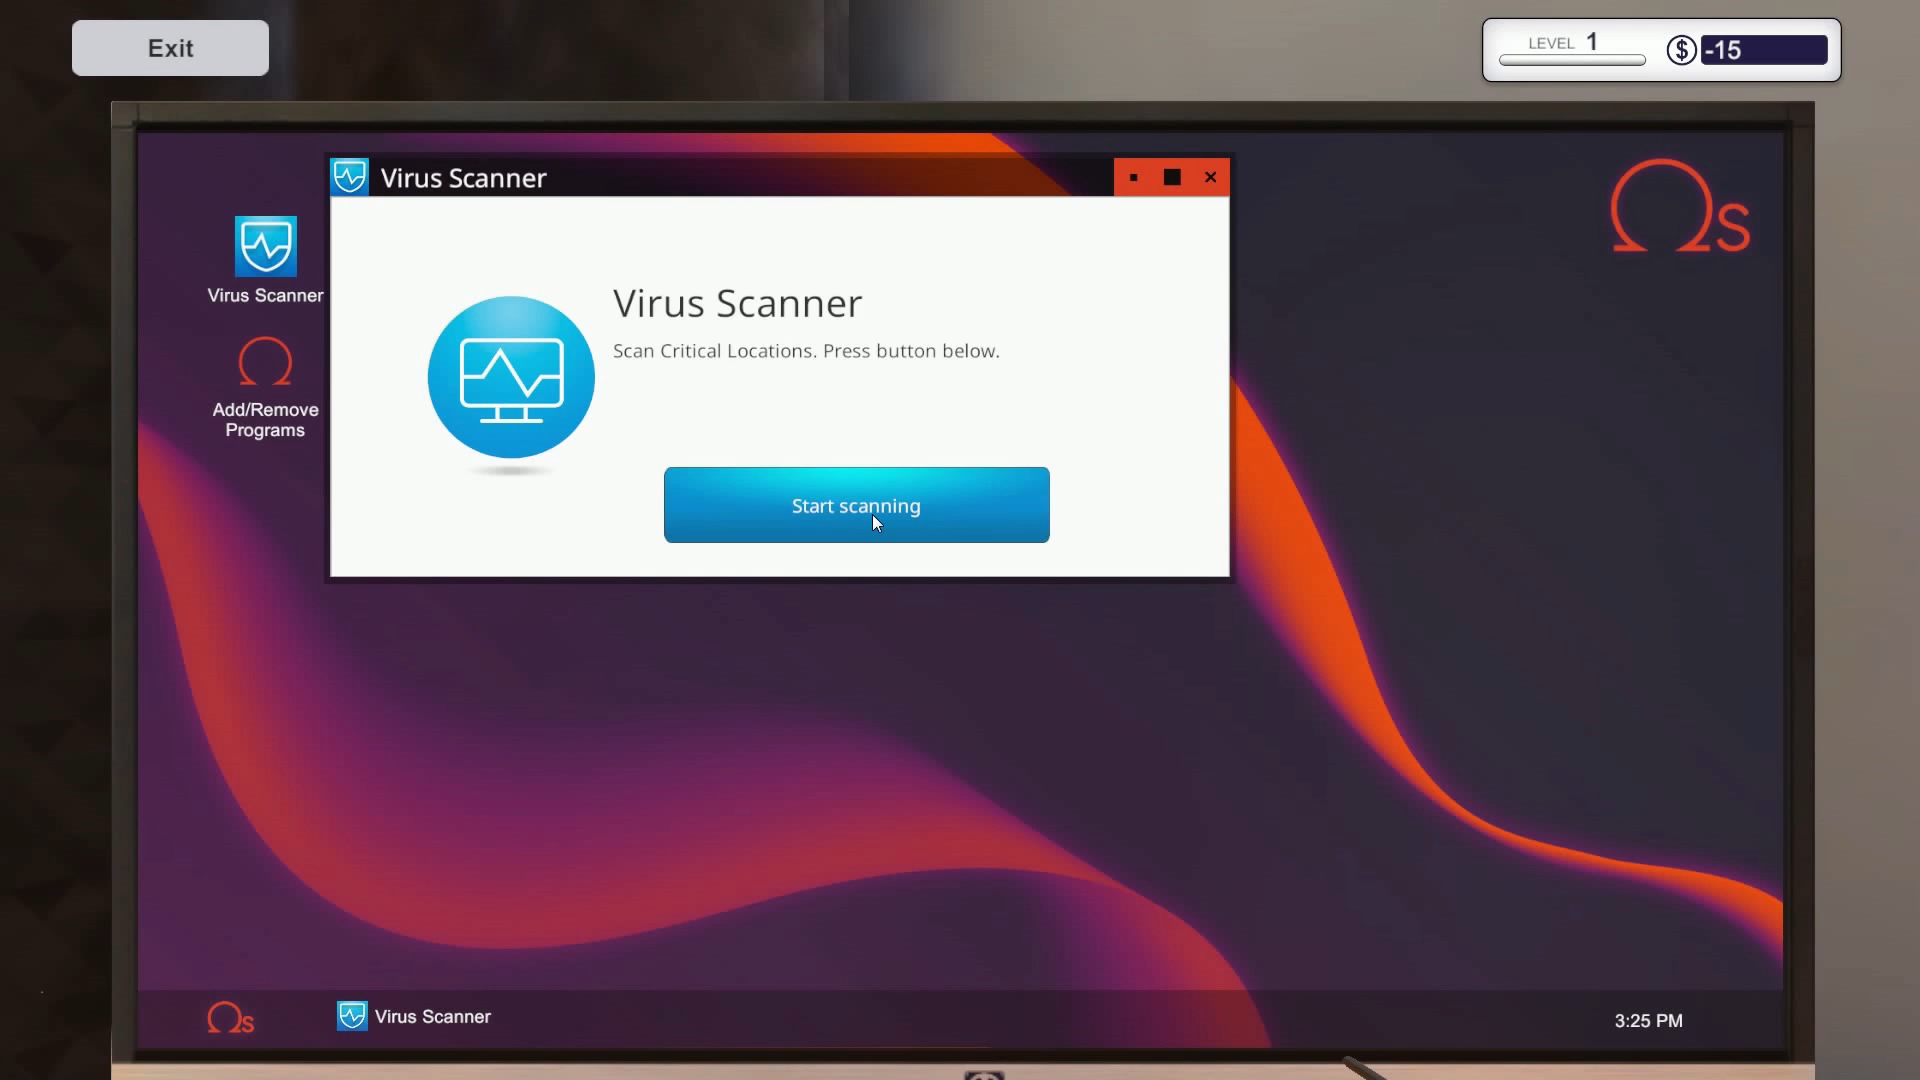 Exit
LEVEL 1
$ -15
Virus Scanner
Ωs
Virus Scanner
Virus Scanner
Scan Critical Locations. Press button below.
Add/Remove
Programs
Start scanning
Ωs
Virus Scanner
3:25 PM